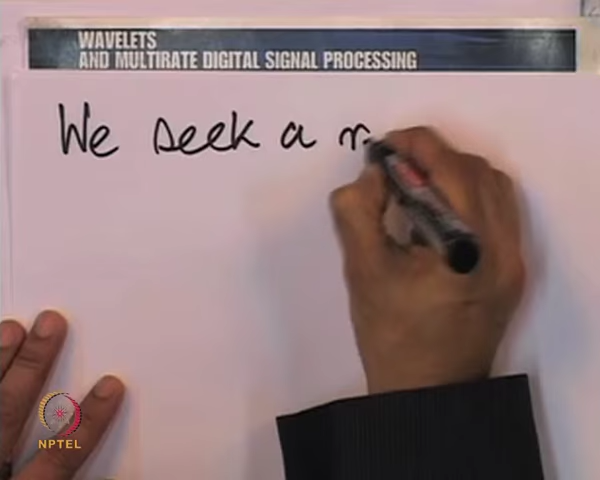 WAVELETS
AND MULTIRATE DIGITAL SIGNAL PROCESSING
We seek a
NPTEL